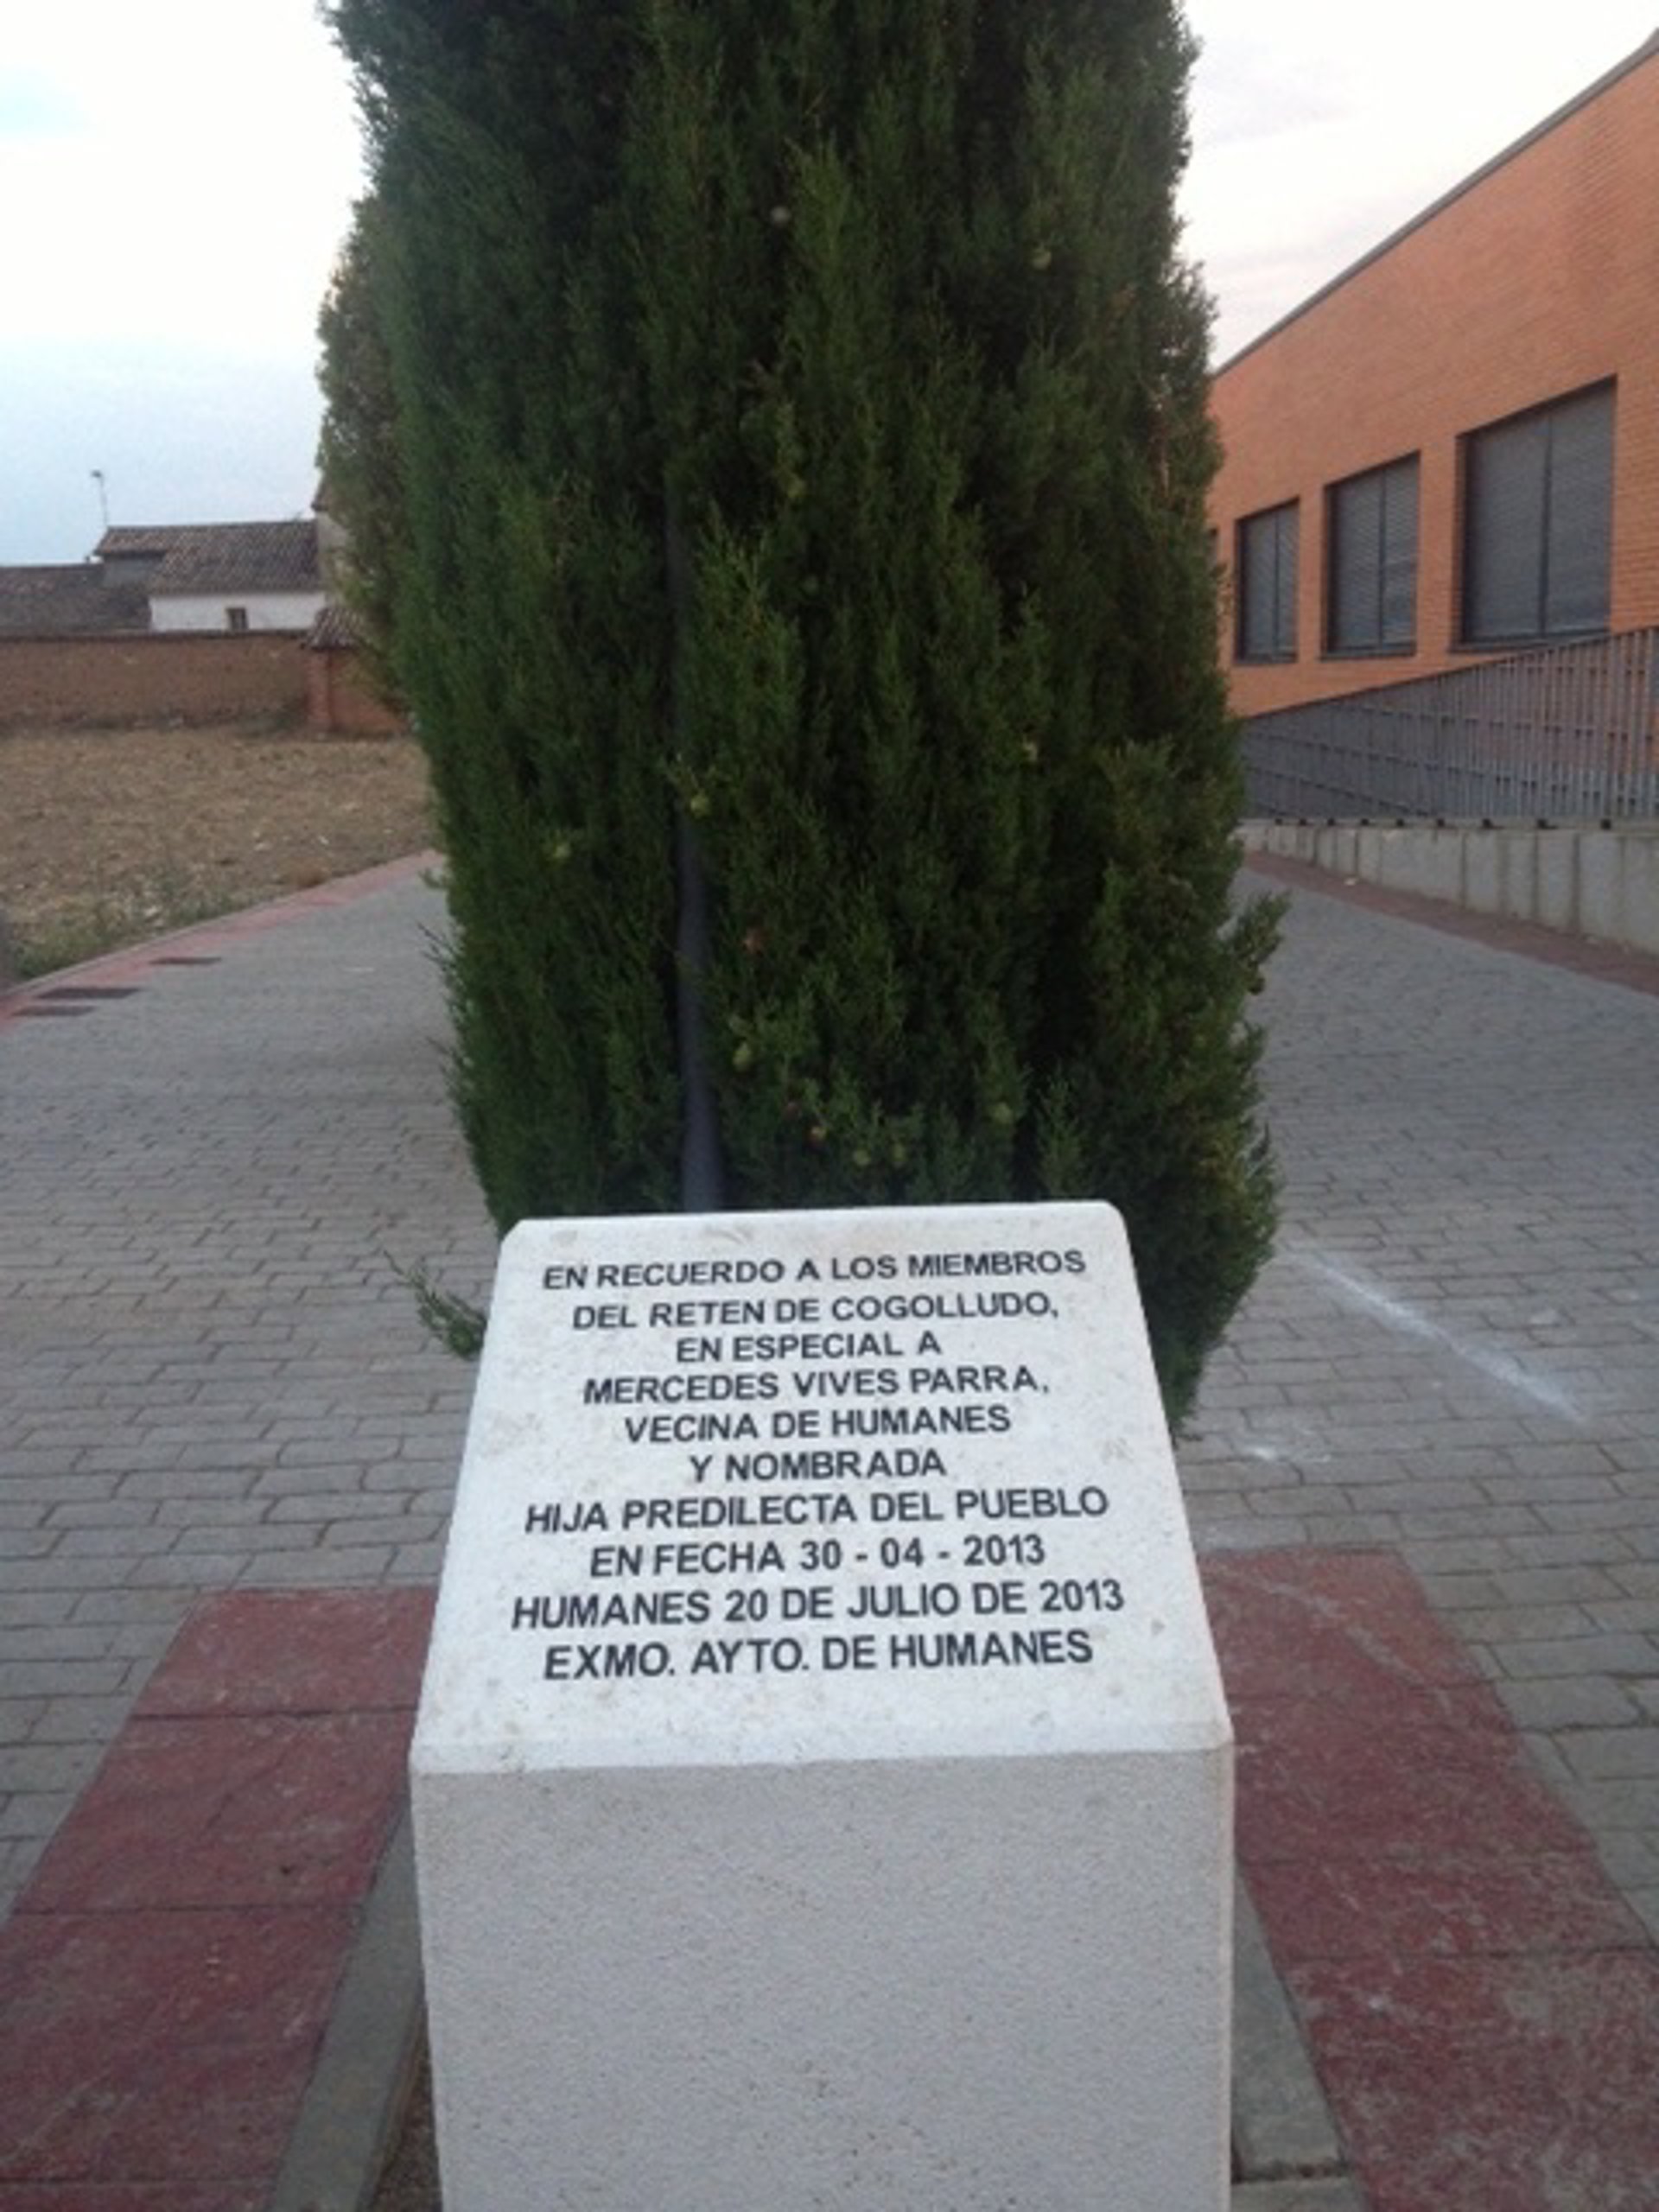 EN RECUERDO A LOS MIEMBROS
DEL RETEN DE COGOLLUDO,
EN ESPECIAL A
MERCEDES VIVES PARRA,
VECINA DE HUMANES
Y NOMBRADA
HIJA PREDILECTA DEL PUEBLO
EN FECHA 30 - 04 - 2013
HUMANES 20 DE JULIO DE 2013
EXMO. AYTO. DE HUMANES